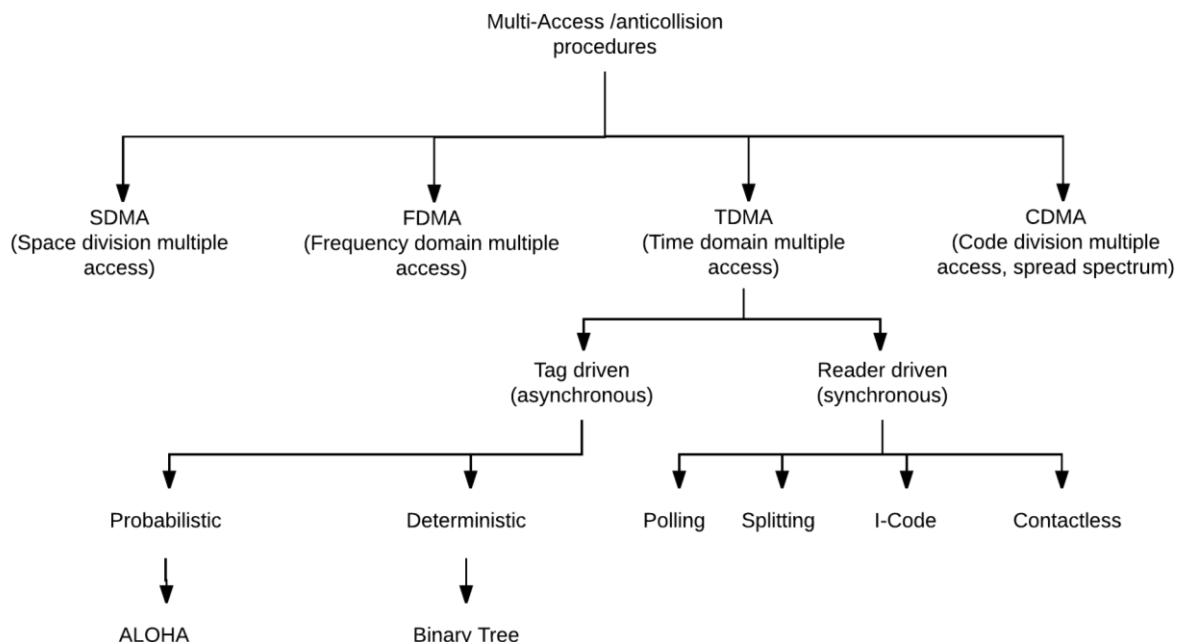 Multi-Access /anticollision
procedures
SDMA
(Space division multiple
access)
FDMA
(Frequency domain multiple
access)
TDMA
(Time domain multiple
access)
CDMA
(Code division multiple
access, spread spectrum)
Tag driven
(asynchronous)
Reader driven
(synchronous)
Probabilistic
Deterministic
Polling
Splitting
I-Code
Contactless
ALOHA
Binary Tree